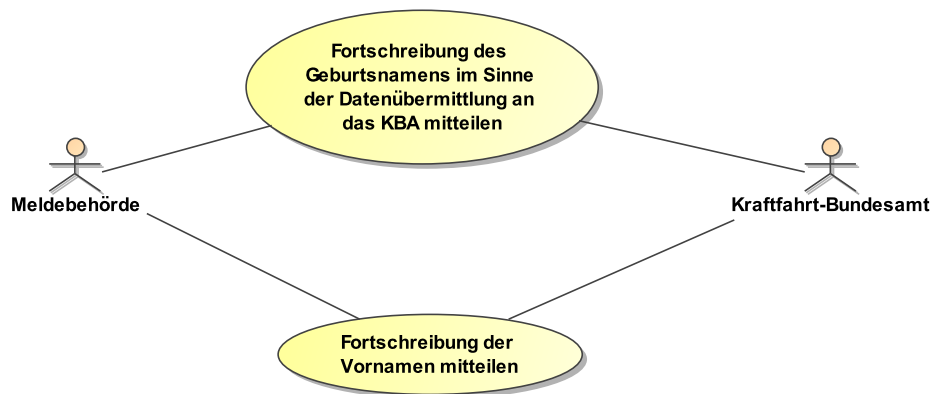 Fortschreibung des
Geburtsnamens im Sinne
der Datenübermittlung an
das KBA mitteilen
Meldebehörde
Kraftfahrt-Bundesamt
Fortschreibung der
Vornamen mitteilen